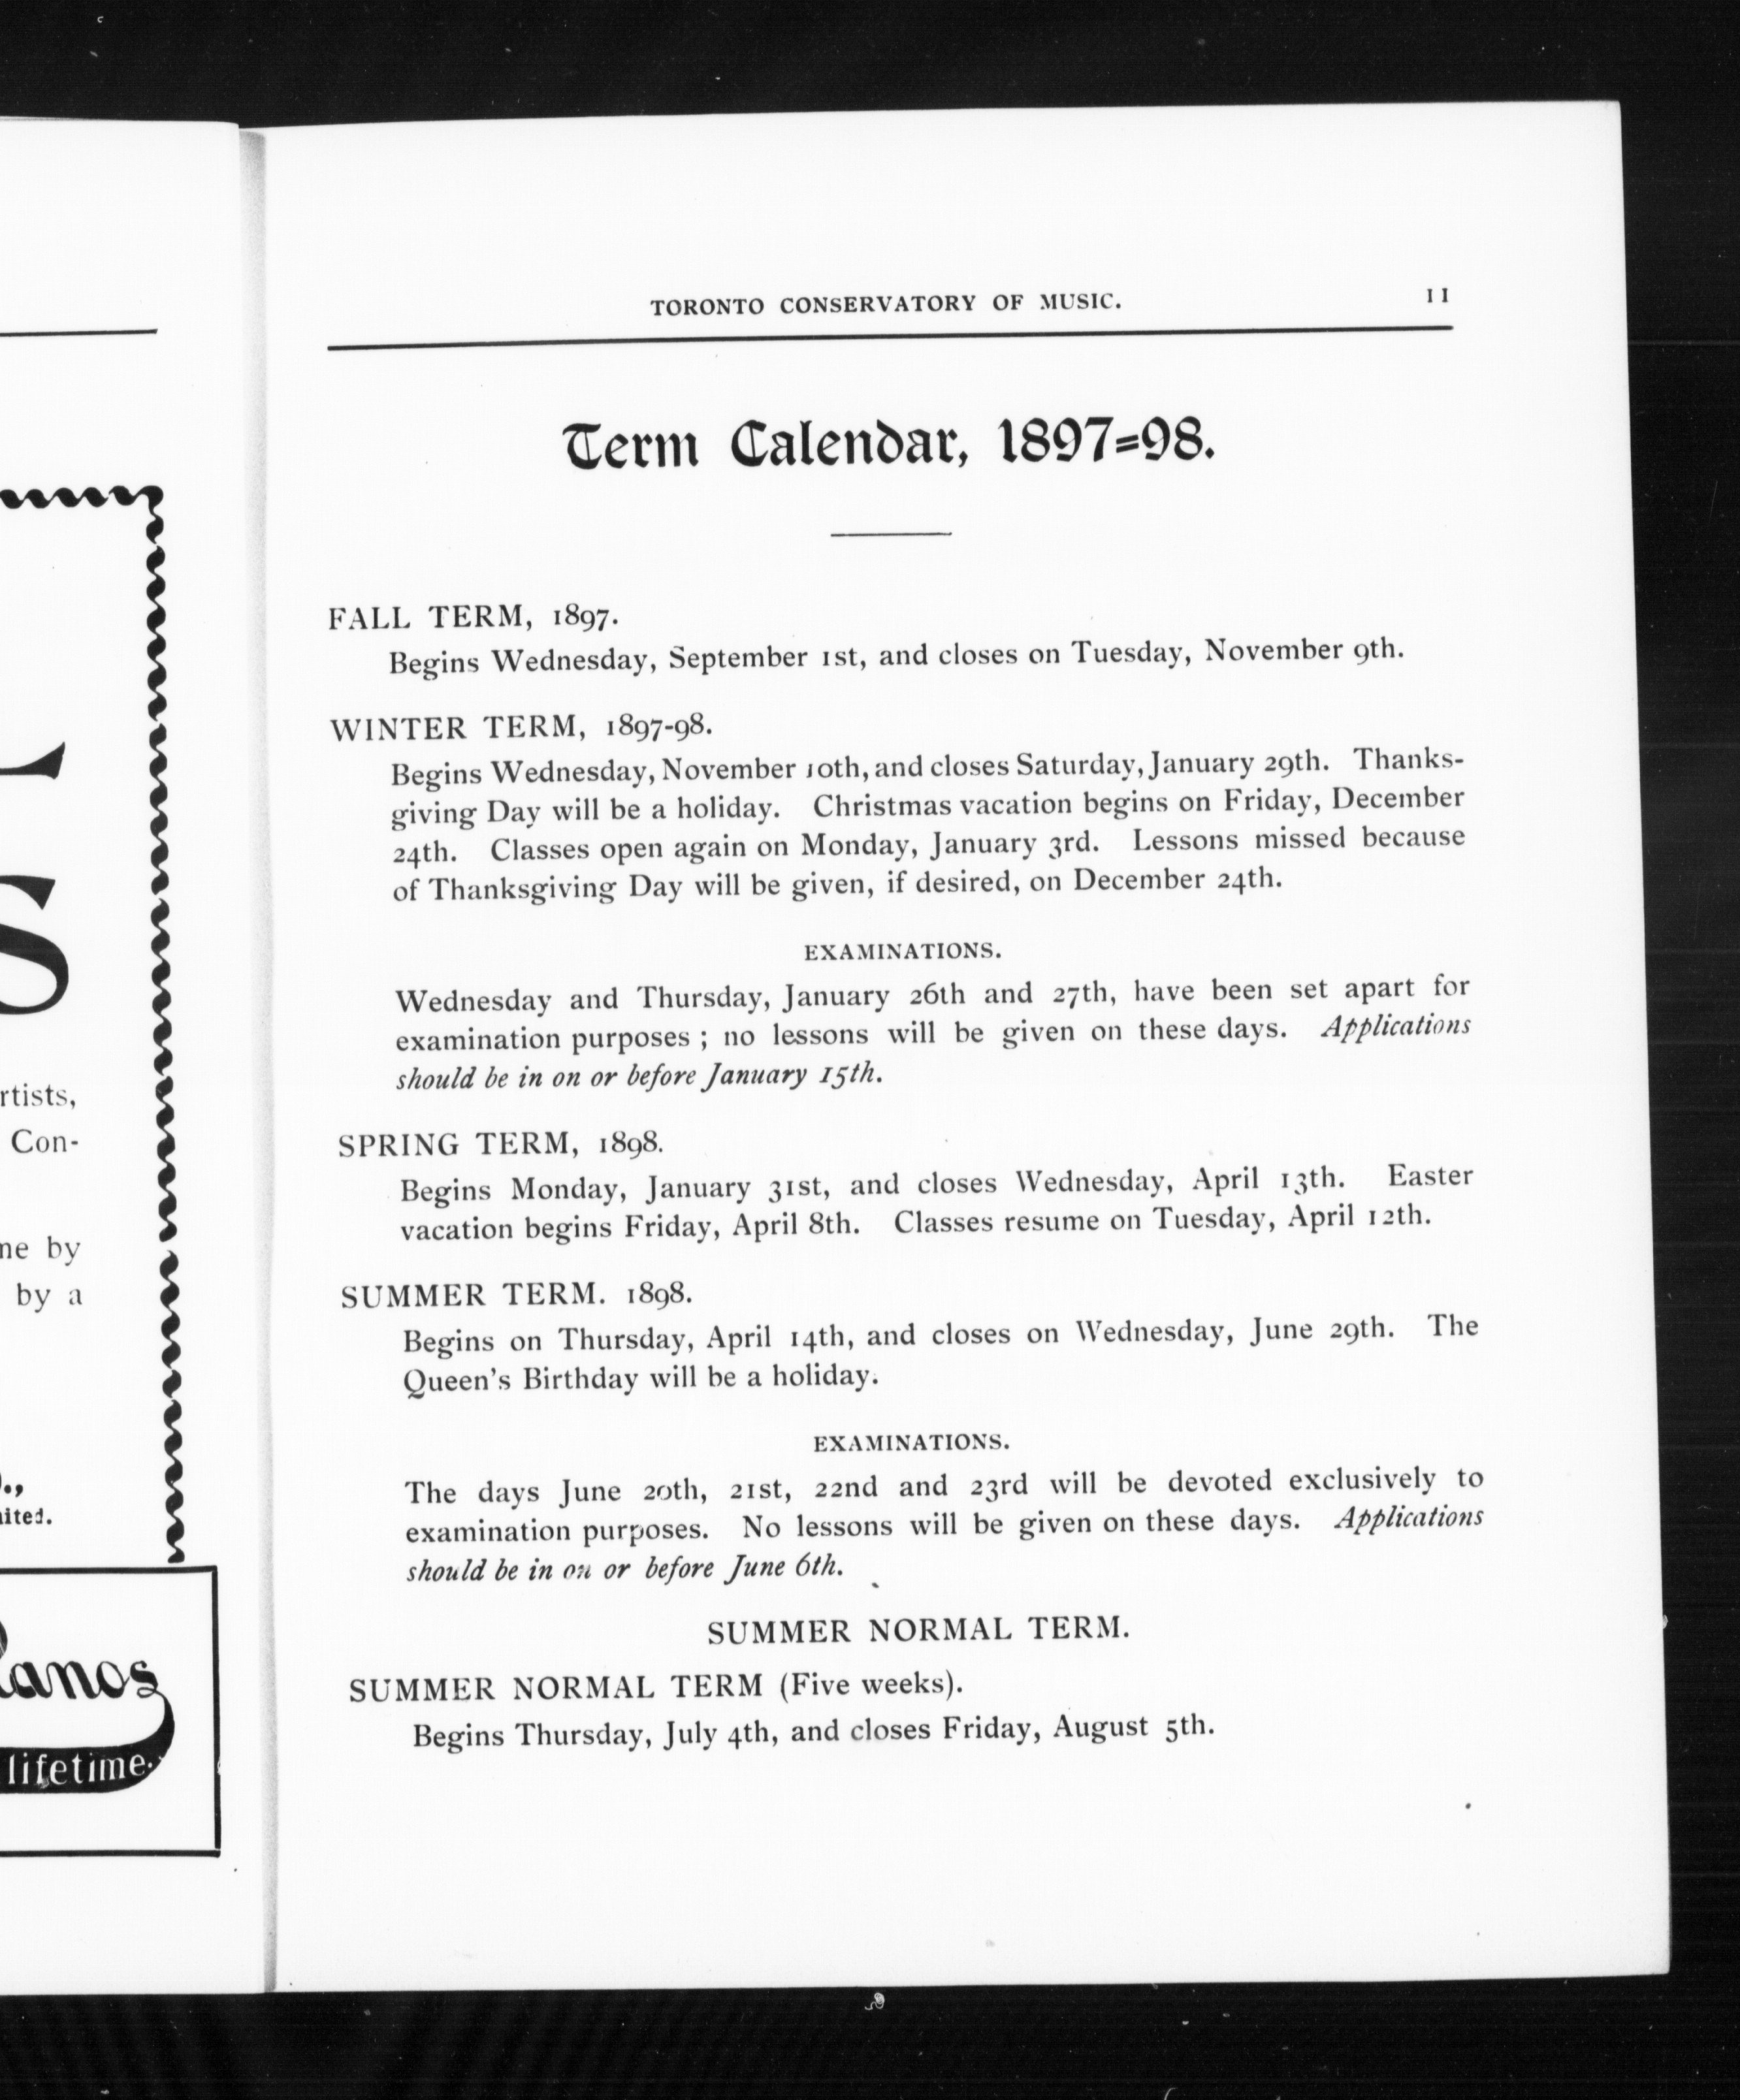 rtists,
Con-
by
by a
lifetime.
TORONTO CONSERVATORY OF MUSIC. 11
Term Calendar, 1897-98.
FALL TERM, 1897.
Begins Wednesday, September 1st, and closes on Tuesday, November 9th.
WINTER TERM, 1897-98.
Begins Wednesday, November 10th, and closes Saturday, January 29th. Thanks-
giving Day will be a holiday. Christmas vacation begins on Friday, December
24th. Classes open again on Monday, January 3rd. Lessons missed because
of Thanksgiving Day will be given, if desired, on December 24th.
EXAMINATIONS.
Wednesday and Thursday, January 26th and 27th, have been set apart for
examination purposes ; no lessons will be given on these days. Applications
should be in on or before January 15th.
SPRING TERM, 1898.
Begins Monday, January 31st, and closes Wednesday, April 13th. Easter
vacation begins Friday, April 8th. Classes resume on Tuesday, April 12th.
SUMMER TERM. 1898.
Begins on Thursday, April 14th, and closes on Wednesday, June 29th. The
Queen's Birthday will be a holiday.
EXAMINATIONS.
The days June 20th, 21st, 22nd and 23rd will be devoted exclusively to
examination purposes. No lessons will be given on these days. Applications
should be in on or before June 6th.
SUMMER NORMAL TERM.
SUMMER NORMAL TERM (Five weeks).
Begins Thursday, July 4th, and closes Friday, August 5th.